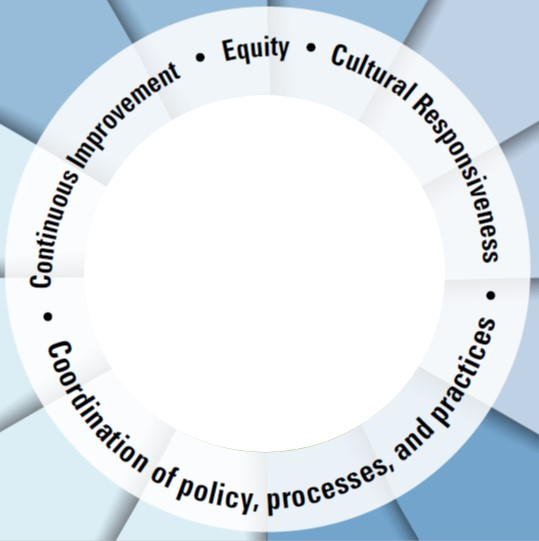 Equity
Cultural Responsiveness
Coordination of policy, processes, and practices
Continuous Improvement